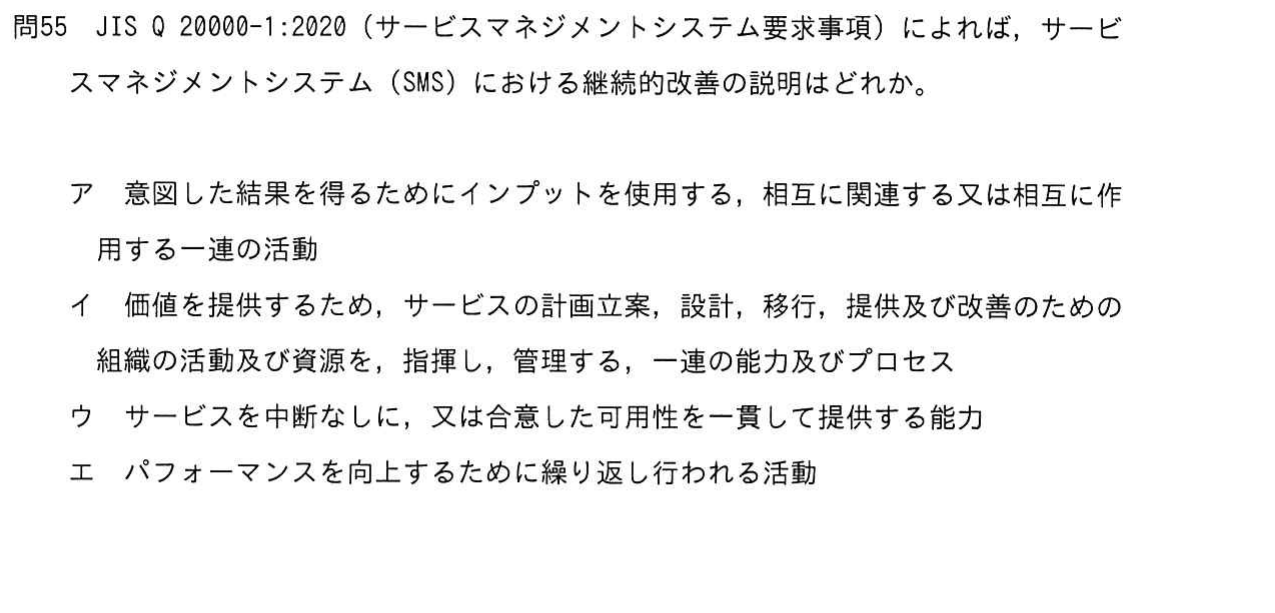 問55 JIS Q 20000-1:2020（サービスマネジメントシステム要求事項）によれば，サービ
スマネジメントシステム（SMS）における継続的改善の説明はどれか。
ア 意図した結果を得るためにインプットを使用する，相互に関連する又は相互に作
用する一連の活動
イ 価値を提供するため，サービスの計画立案，設計，移行，提供及び改善のための
組織の活動及び資源を，指揮し，管理する，一連の能力及びプロセス
ウ サービスを中断なしに，又は合意した可用性を一貫して提供する能力
エ パフォーマンスを向上するために繰り返し行われる活動